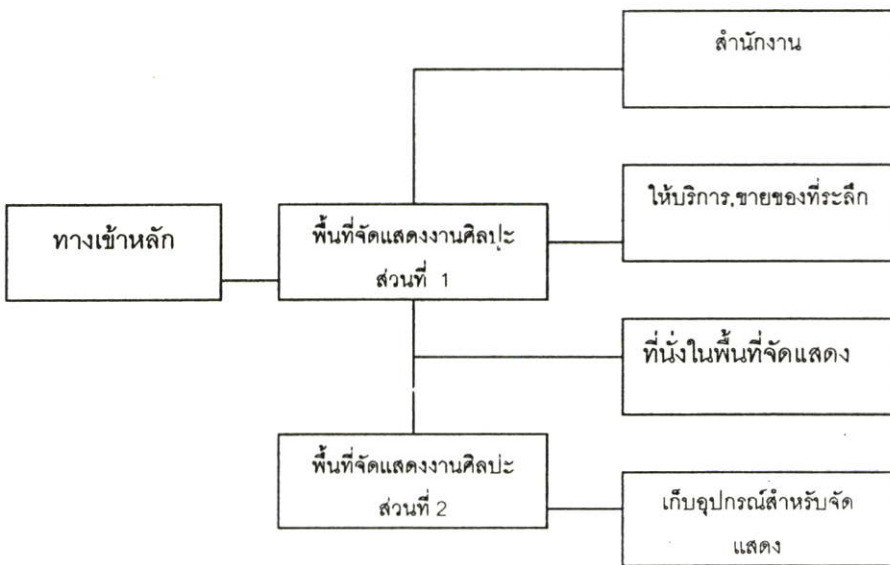 สำนักงาน
ให้บริการ,ขายของที่ระลึก
ทางเข้าหลัก
พื้นที่จัดแสดงงานศิลปะ
ส่วนที่ 1
ที่นั่งในพื้นที่จัดแสดง
พื้นที่จัดแสดงงานศิลปะ
ส่วนที่ 2
เก็บอุปกรณ์สำหรับจัด
แสดง